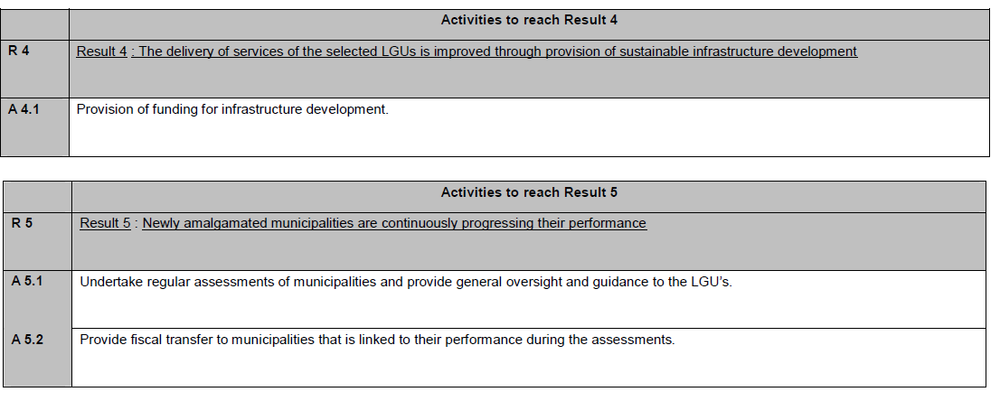 Activities to reach Result 4
R 4 Result 4 : The delivery of services of the selected LGUs is improved through provision of sustainable infrastructure development
A 4.1 Provision of funding for infrastructure development.
Activities to reach Result 5
R 5 Result 5 : Newly amalgamated municipalities are continuously progressing their performance
A 5.1 Undertake regular assessments of municipalities and provide general oversight and guidance to the LGU's.
A 5.2 Provide fiscal transfer to municipalities that is linked to their performance during the assessments.